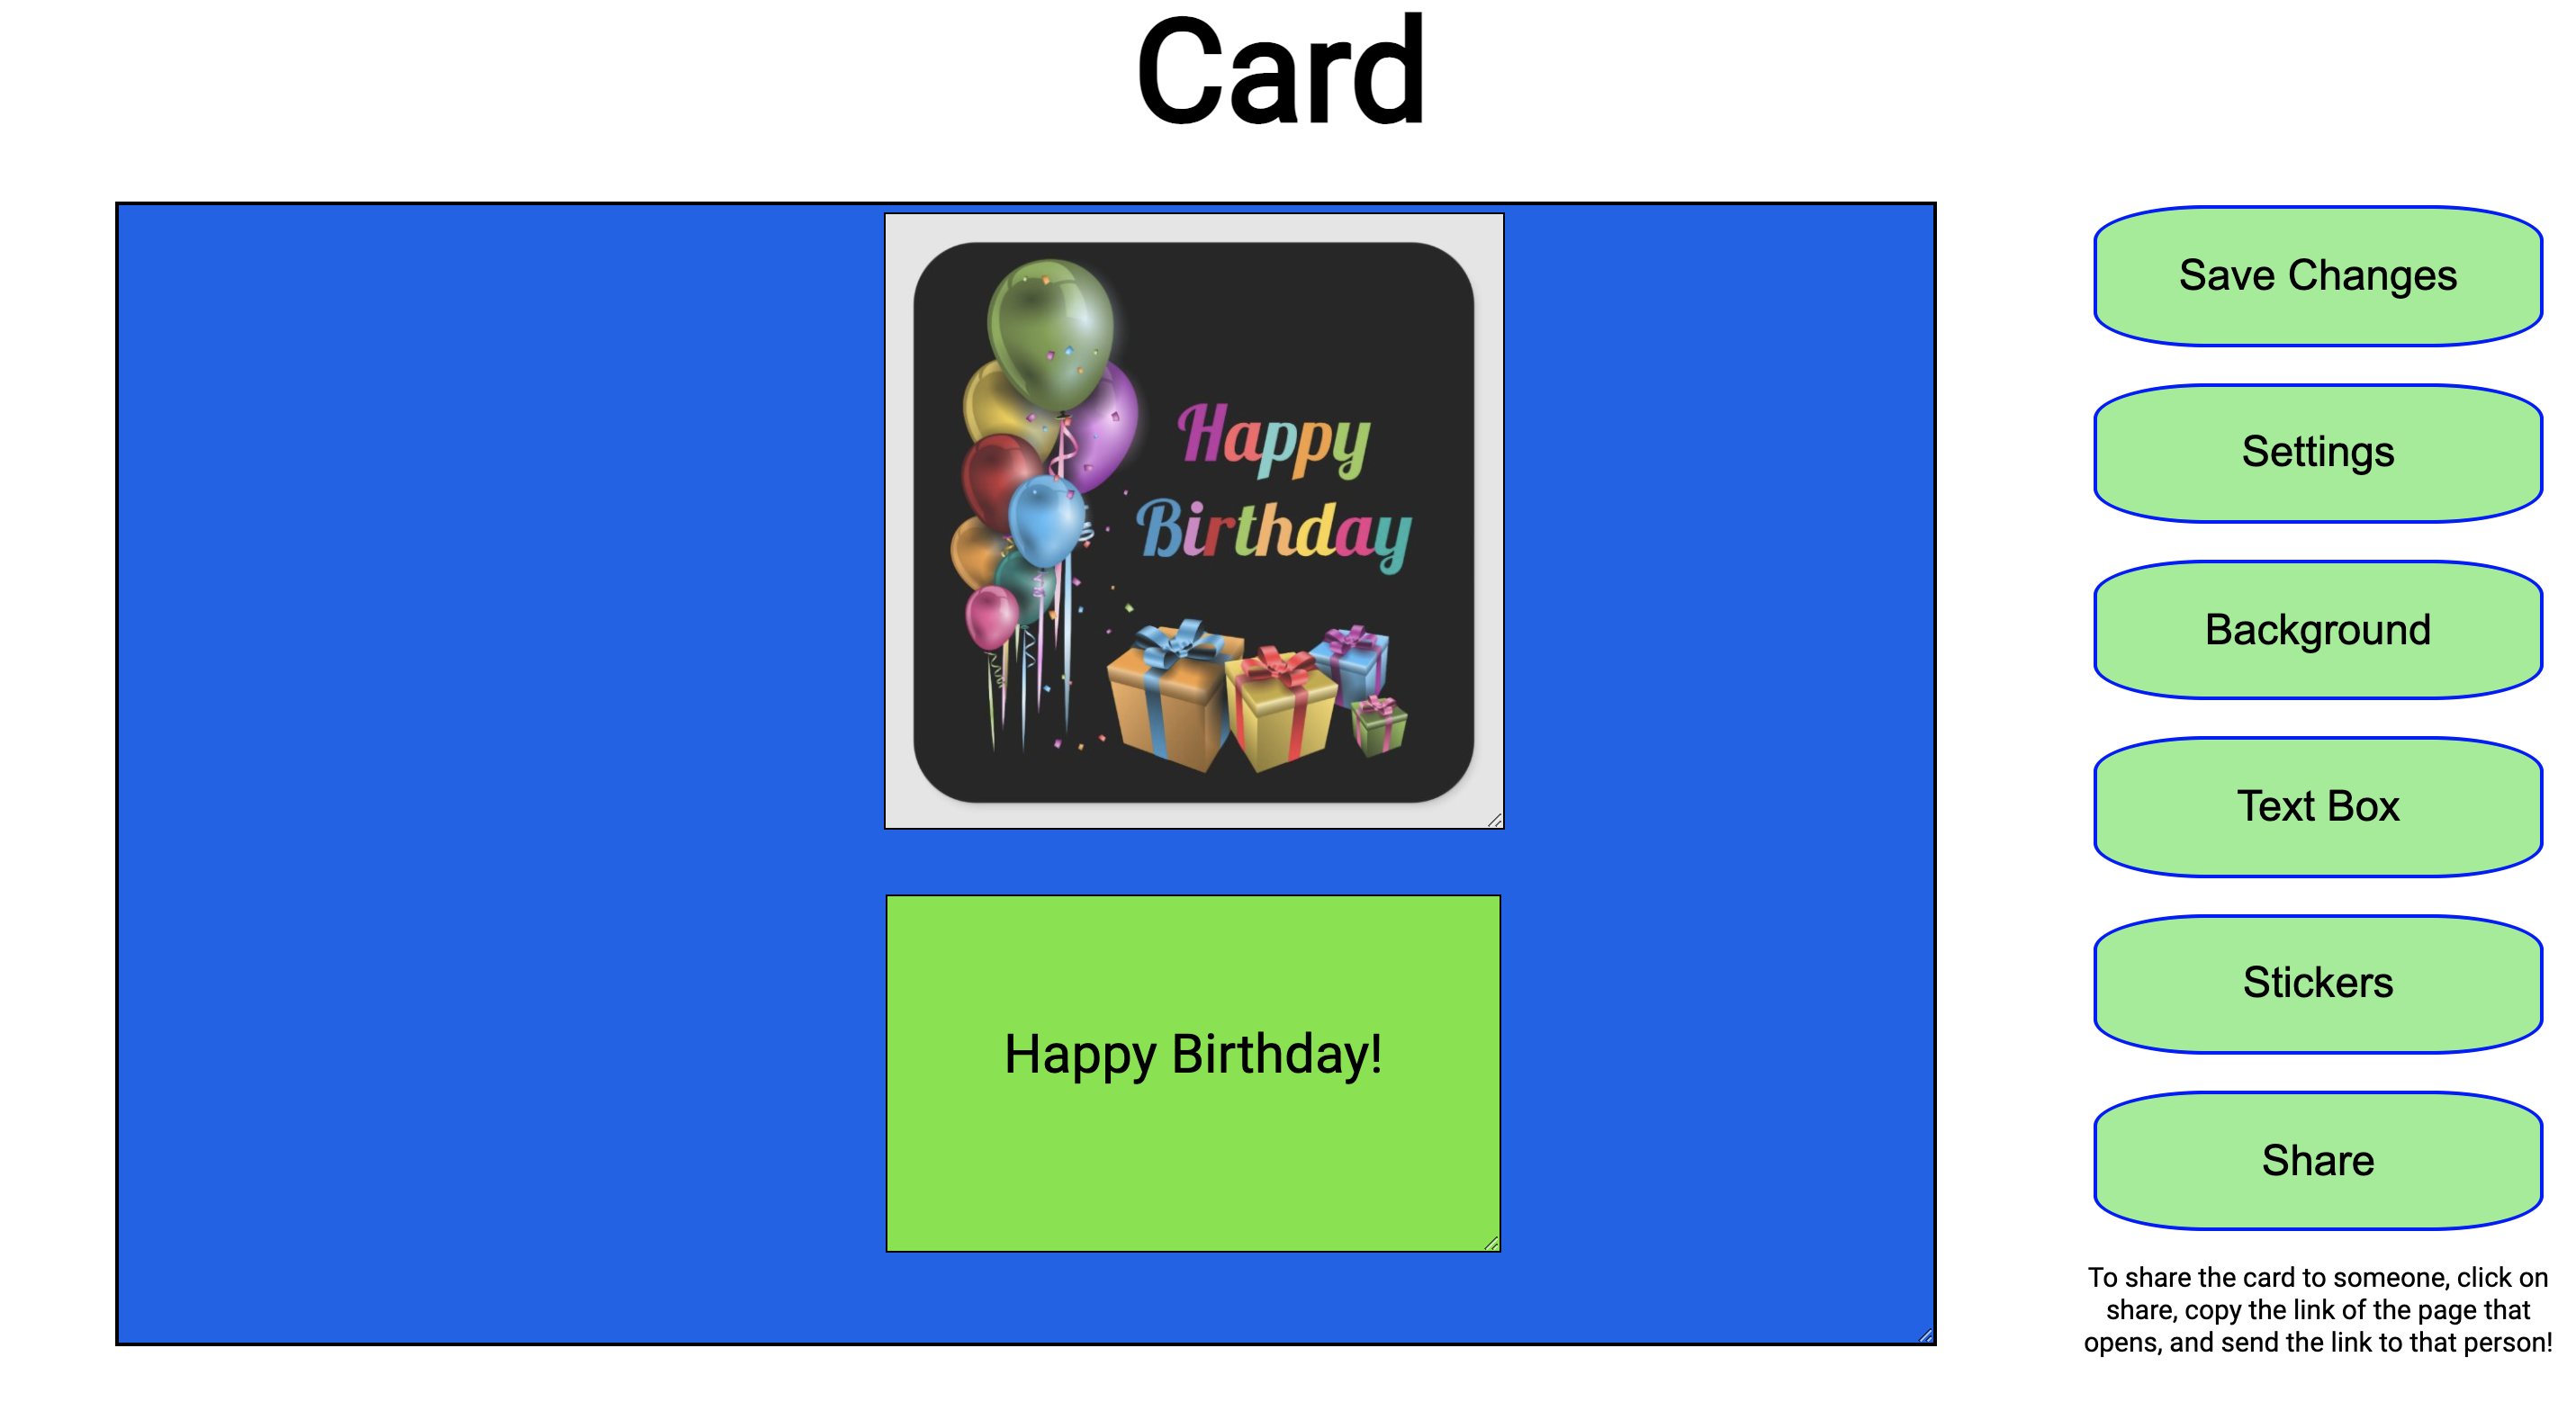 Card
Happy
Birthday
Happy Birthday!
Save Changes
Settings
Background
Text Box
Stickers
Share
To share the card to someone, click on
share, copy the link of the page that
opens, and send the link to that person!